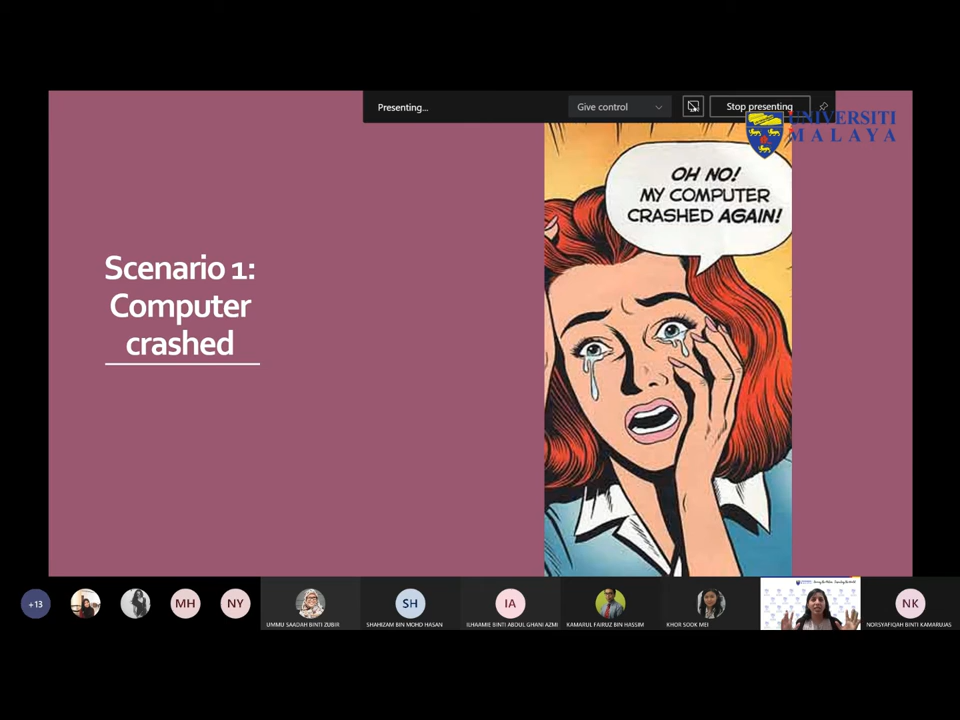 Presenting...
Give control
Stop presenting
UNIVERSITI
MALAYA
OH NO!
MY COMPUTER
CRASHED AGAIN!
Scenario 1:
Computer
crashed
+13
MH
NY
SH
IA
NK
UMMU SAADAH BINTI ZUBIR
SHAHIZAM BIN MOHD HASAN
ILHAAMIE BINTI ABDUL GHANI AZMI
KAMARUL FAIRUZ BIN HASSIM
KHOR SOOK MEI
NORSYAFIQAH BINTI KAMARUJAS